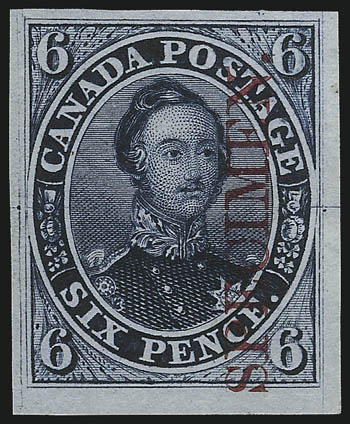 6 6
CANADA POSTAGE
SPECIMEN.
SIX PENCE.
6 6